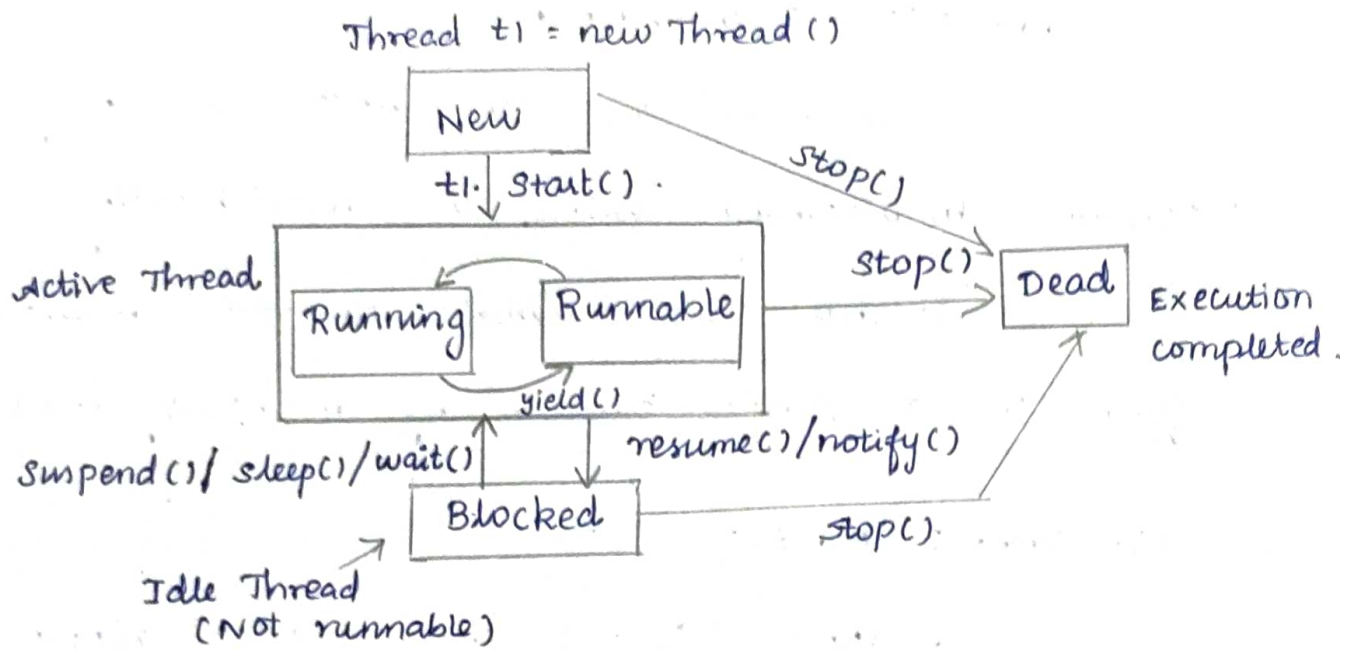 Thread t1 = new Thread ()
New
stop()
t1. start() .
Active Thread
stop()
Dead
Running
Runnable
Execution
completed .
yield ()
suspend ()/ sleep()/wait()
resume()/notify()
Blocked
stop().
Idle Thread
(Not runnable)